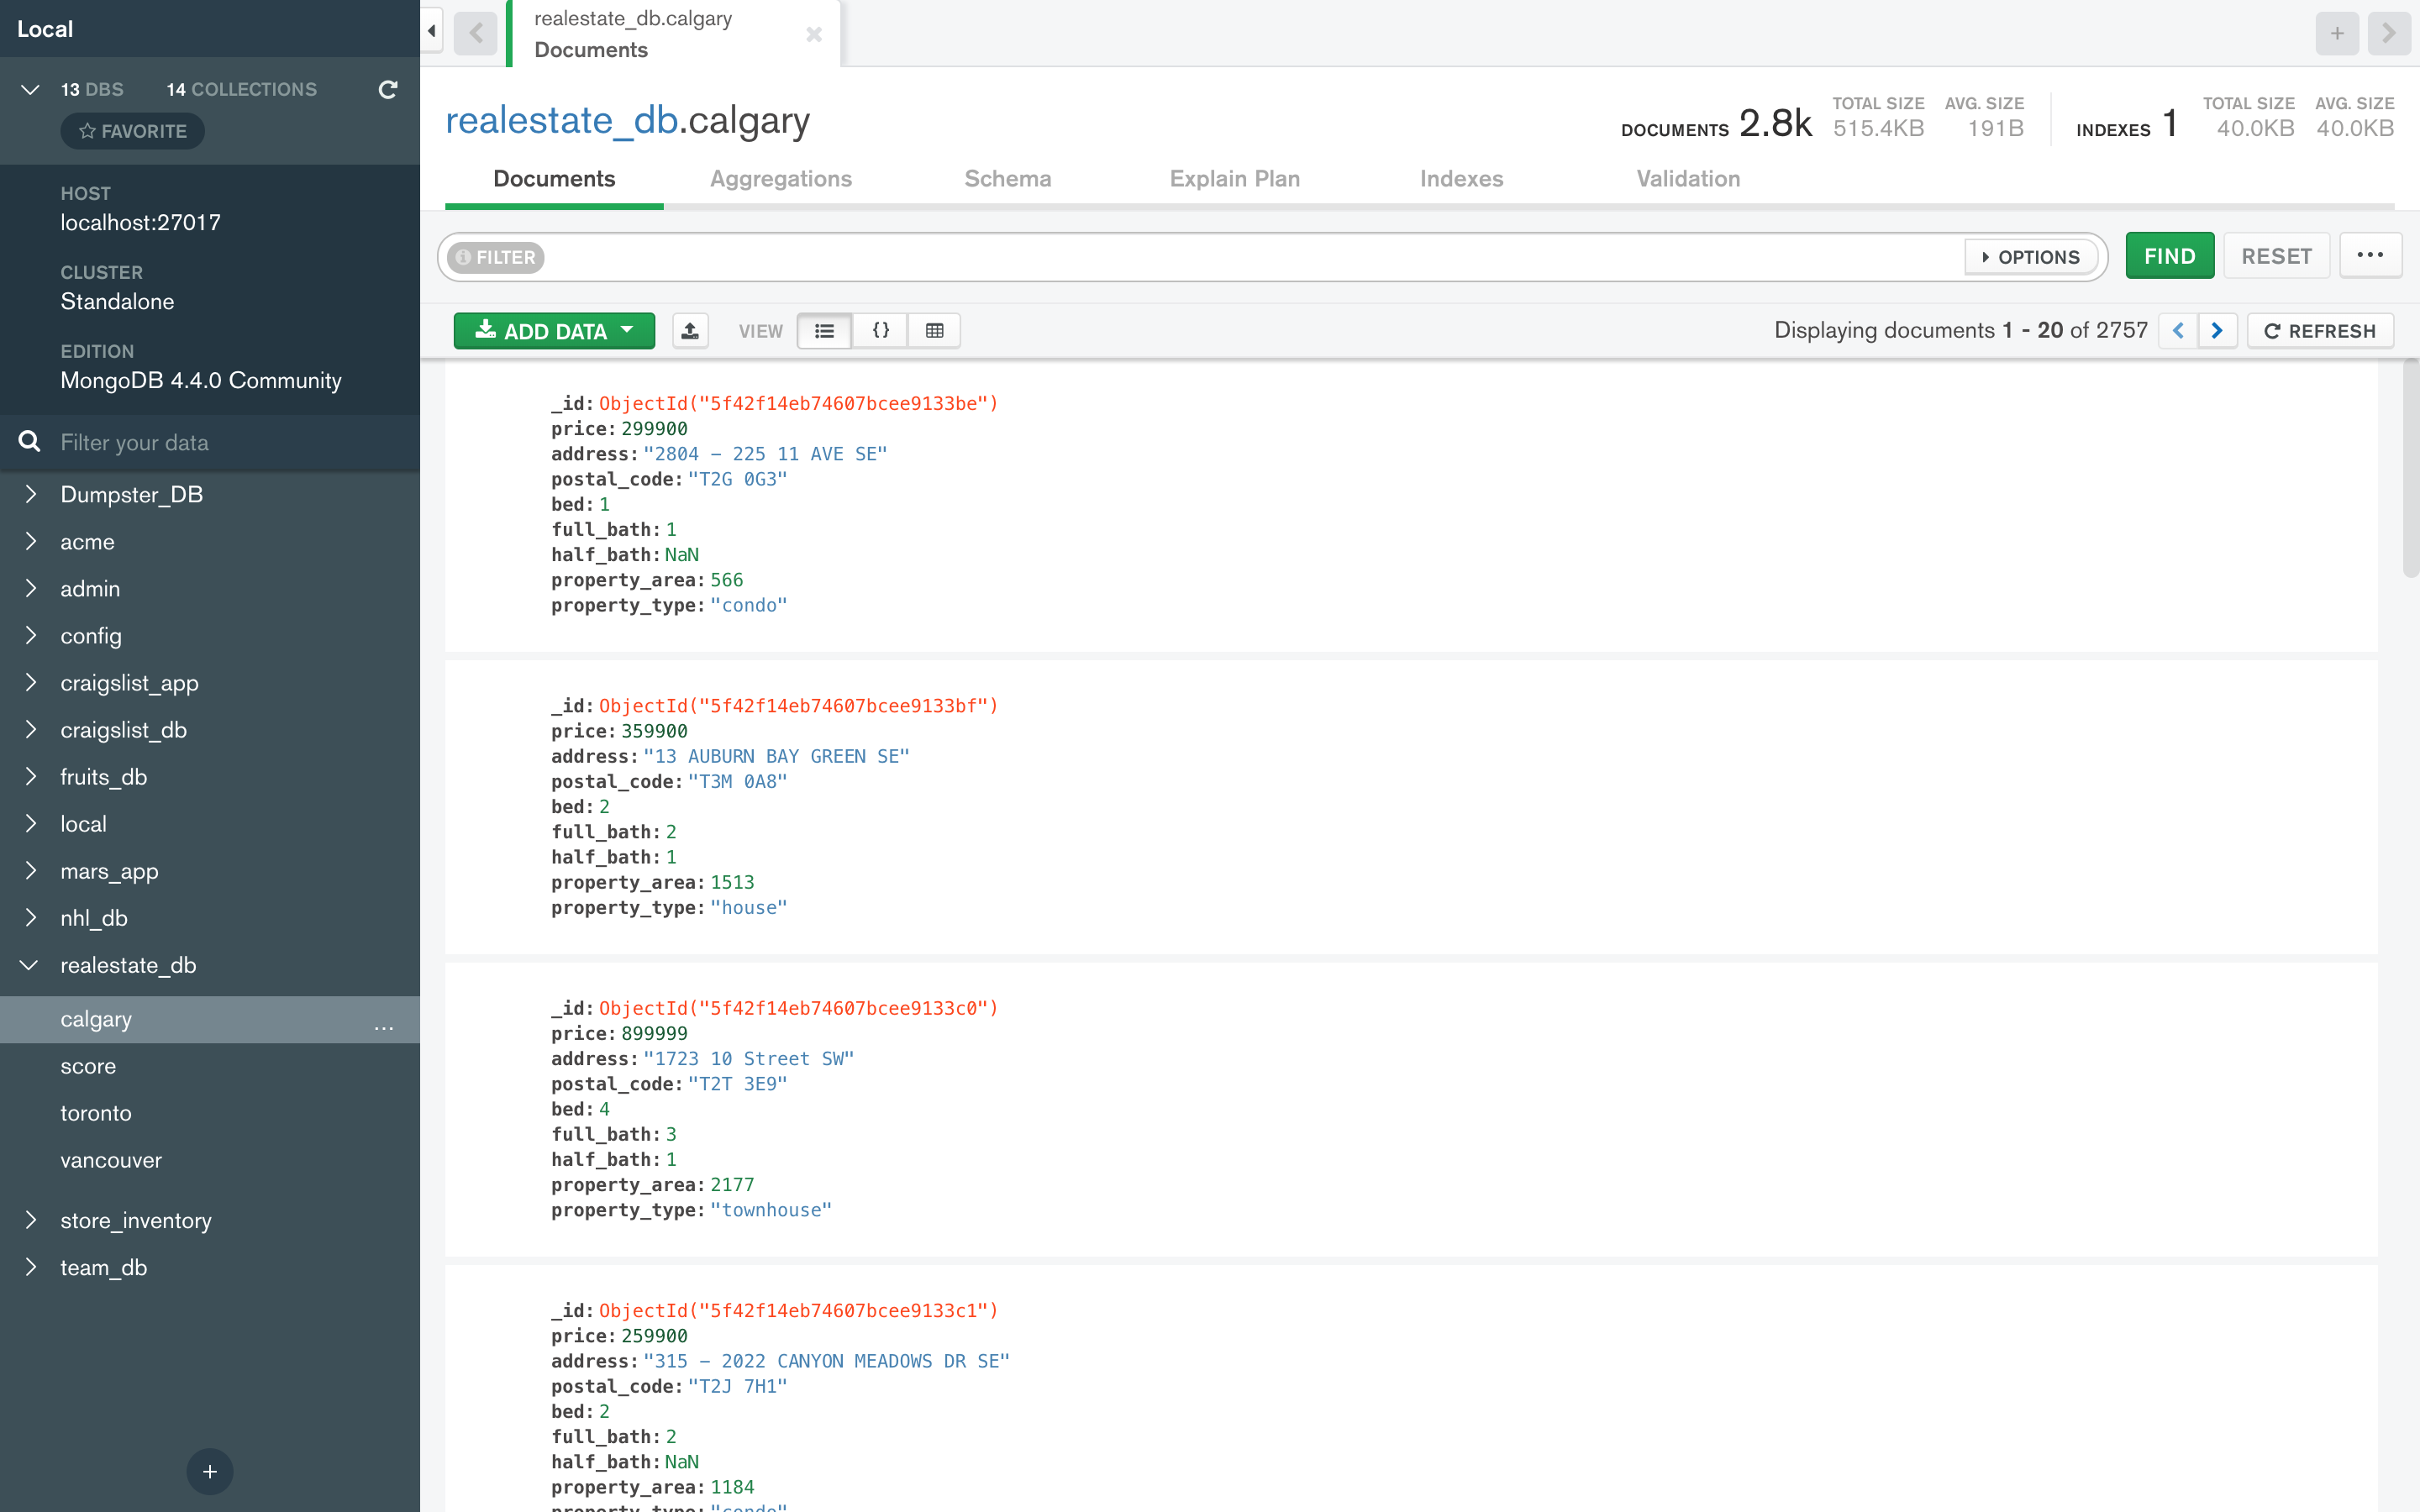 Local
13 DBS 14 COLLECTIONS
FAVORITE
HOST
localhost:27017
CLUSTER
Standalone
EDITION
MongoDB 4.4.0 Community
Filter your data
Dumpster_DB
acme
admin
config
craigslist_app
craigslist_db
fruits_db
local
mars_app
nhl_db
realestate_db
calgary ...
score
toronto
vancouver
store_inventory
team_db
realestate_db.calgary
Documents
realestate_db.calgary
DOCUMENTS 2.8k TOTAL SIZE 515.4KB AVG. SIZE 191B
INDEXES 1 TOTAL SIZE 40.0KB AVG. SIZE 40.0KB
Documents Aggregations Schema Explain Plan Indexes Validation
FILTER OPTIONS FIND RESET ...
ADD DATA VIEW {} Displaying documents 1 - 20 of 2757 REFRESH
_id: ObjectId("5f42f14eb74607bcee9133be")
price: 299900
address: "2804 – 225 11 AVE SE"
postal_code: "T2G 0G3"
bed: 1
full_bath: 1
half_bath: NaN
property_area: 566
property_type: "condo"
_id: ObjectId("5f42f14eb74607bcee9133bf")
price: 359900
address: "13 AUBURN BAY GREEN SE"
postal_code: "T3M 0A8"
bed: 2
full_bath: 2
half_bath: 1
property_area: 1513
property_type: "house"
_id: ObjectId("5f42f14eb74607bcee9133c0")
price: 899999
address: "1723 10 Street SW"
postal_code: "T2T 3E9"
bed: 4
full_bath: 3
half_bath: 1
property_area: 2177
property_type: "townhouse"
_id: ObjectId("5f42f14eb74607bcee9133c1")
price: 259900
address: "315 – 2022 CANYON MEADOWS DR SE"
postal_code: "T2J 7H1"
bed: 2
full_bath: 2
half_bath: NaN
property_area: 1184
property_type: "condo"